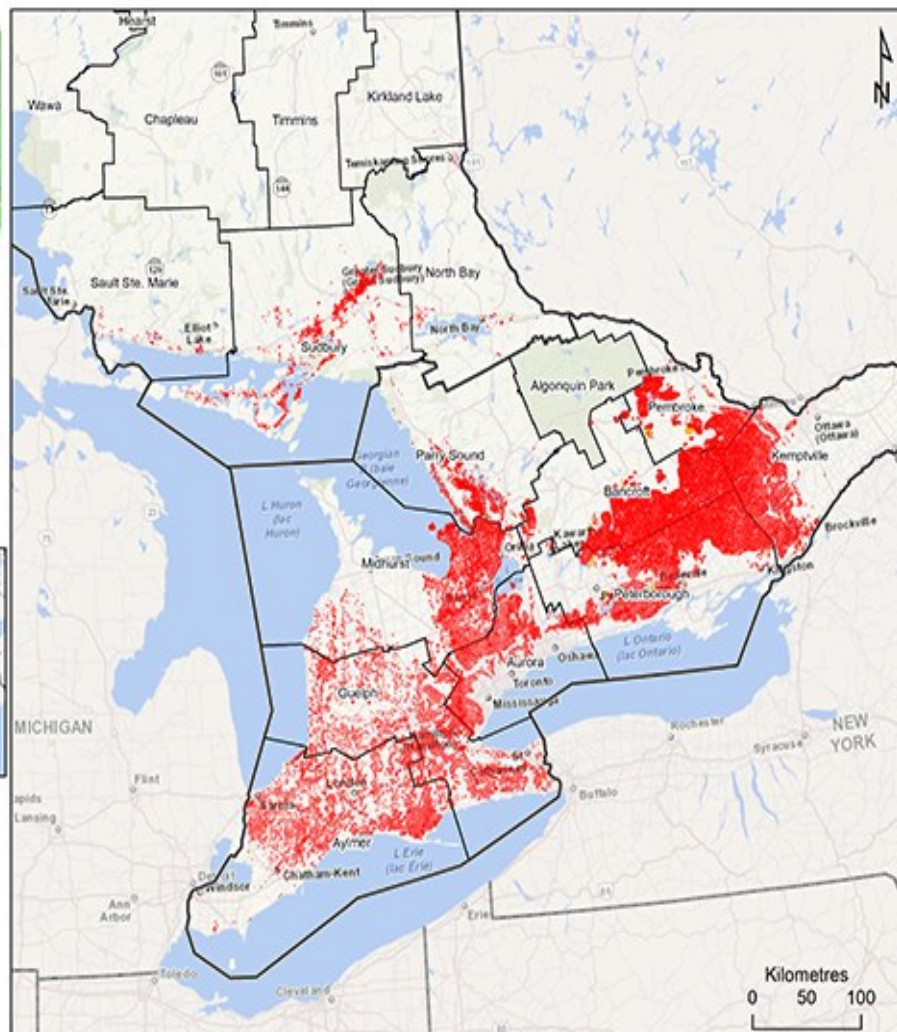 Hearst
Timmins
Wawa
Chapleau
Timmins
Kirkland Lake
101
144
Temiskaming Shores
N
Sault Ste. Marie
129
Sault Ste.
Marie
Elliot
Lake
Greater Sudbury
North Bay
North Bay
Sudbury
Algonquin Park
Pembroke
Pembroke
Ottawa
(Ottawa)
Kemptville
Parry Sound
Georgian
(baie
Georgienne)
Bancroft
L Huron
(lac
Huron)
Midhurst
Brockville
Kingston
Peterborough
L Ontario
(lac Ontario)
Aurora
Oshawa
Toronto
Mississauga
Guelph
MICHIGAN
NEW
YORK
Rochester
Syracuse
Buffalo
Flint
Lansing
London
Sarnia
Aylmer
L Erie
(lac Érie)
Chatham-Kent
Windsor
Ann
Arbor
Erie
Toledo
Cleveland
Kilometres
0 50 100